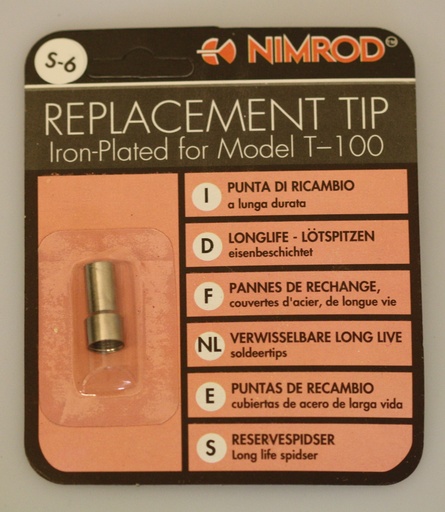 S-6
NIMROD
REPLACEMENT TIP
Iron-Plated for Model T-100
I PUNTA DI RICAMBIO
a lunga durata
D LONGLIFE - LÖTSPITZEN
eisenbeschichtet
F PANNES DE RECHANGE,
couvertes d'acier, de longue vie
NL VERWISSELBARE LONG LIVE
soldeertips
E PUNTAS DE RECAMBIO
cubiertas de acero de larga vida
S RESERVESPIDSER
Long life spidser